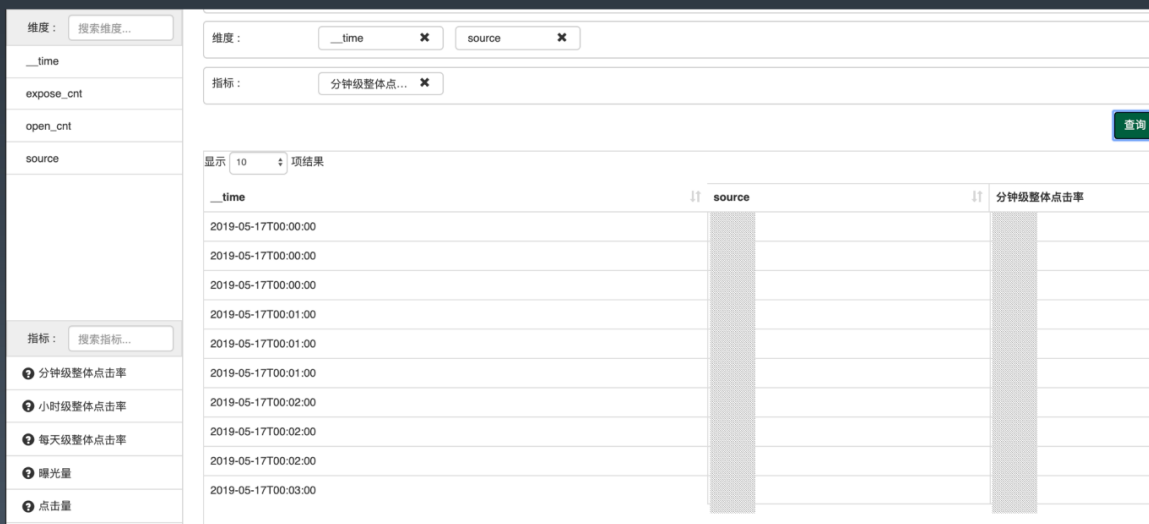 维度： 搜索维度...
__time
expose_cnt
open_cnt
source
指标： 搜索指标...
分钟级整体点击率
小时级整体点击率
每天级整体点击率
曝光量
点击量
维度： __time ✖ source ✖
指标： 分钟级整体点... ✖
查询
显示 10 项结果
__time source 分钟级整体点击率
2019-05-17T00:00:00
2019-05-17T00:00:00
2019-05-17T00:00:00
2019-05-17T00:01:00
2019-05-17T00:01:00
2019-05-17T00:01:00
2019-05-17T00:02:00
2019-05-17T00:02:00
2019-05-17T00:02:00
2019-05-17T00:03:00